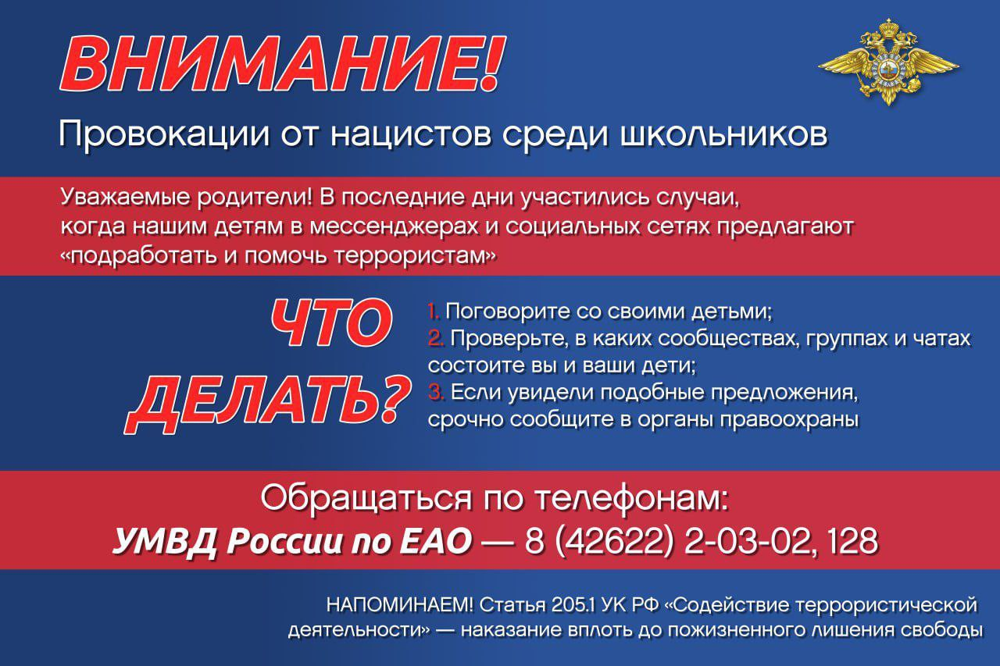 ВНИМАНИЕ!
Провокации от нацистов среди школьников
Уважаемые родители! В последние дни участились случаи,
когда нашим детям в мессенджерах и социальных сетях предлагают
«подработать и помочь террористам»
ЧТО
ДЕЛАТЬ?
1. Поговорите со своими детьми;
2. Проверьте, в каких сообществах, группах и чатах
состоите вы и ваши дети;
3. Если увидели подобные предложения,
срочно сообщите в органы правоохраны
Обращаться по телефонам:
УМВД России по ЕАО — 8 (42622) 2-03-02, 128
НАПОМИНАЕМ! Статья 205.1 УК РФ «Содействие террористической
деятельности» — наказание вплоть до пожизненного лишения свободы